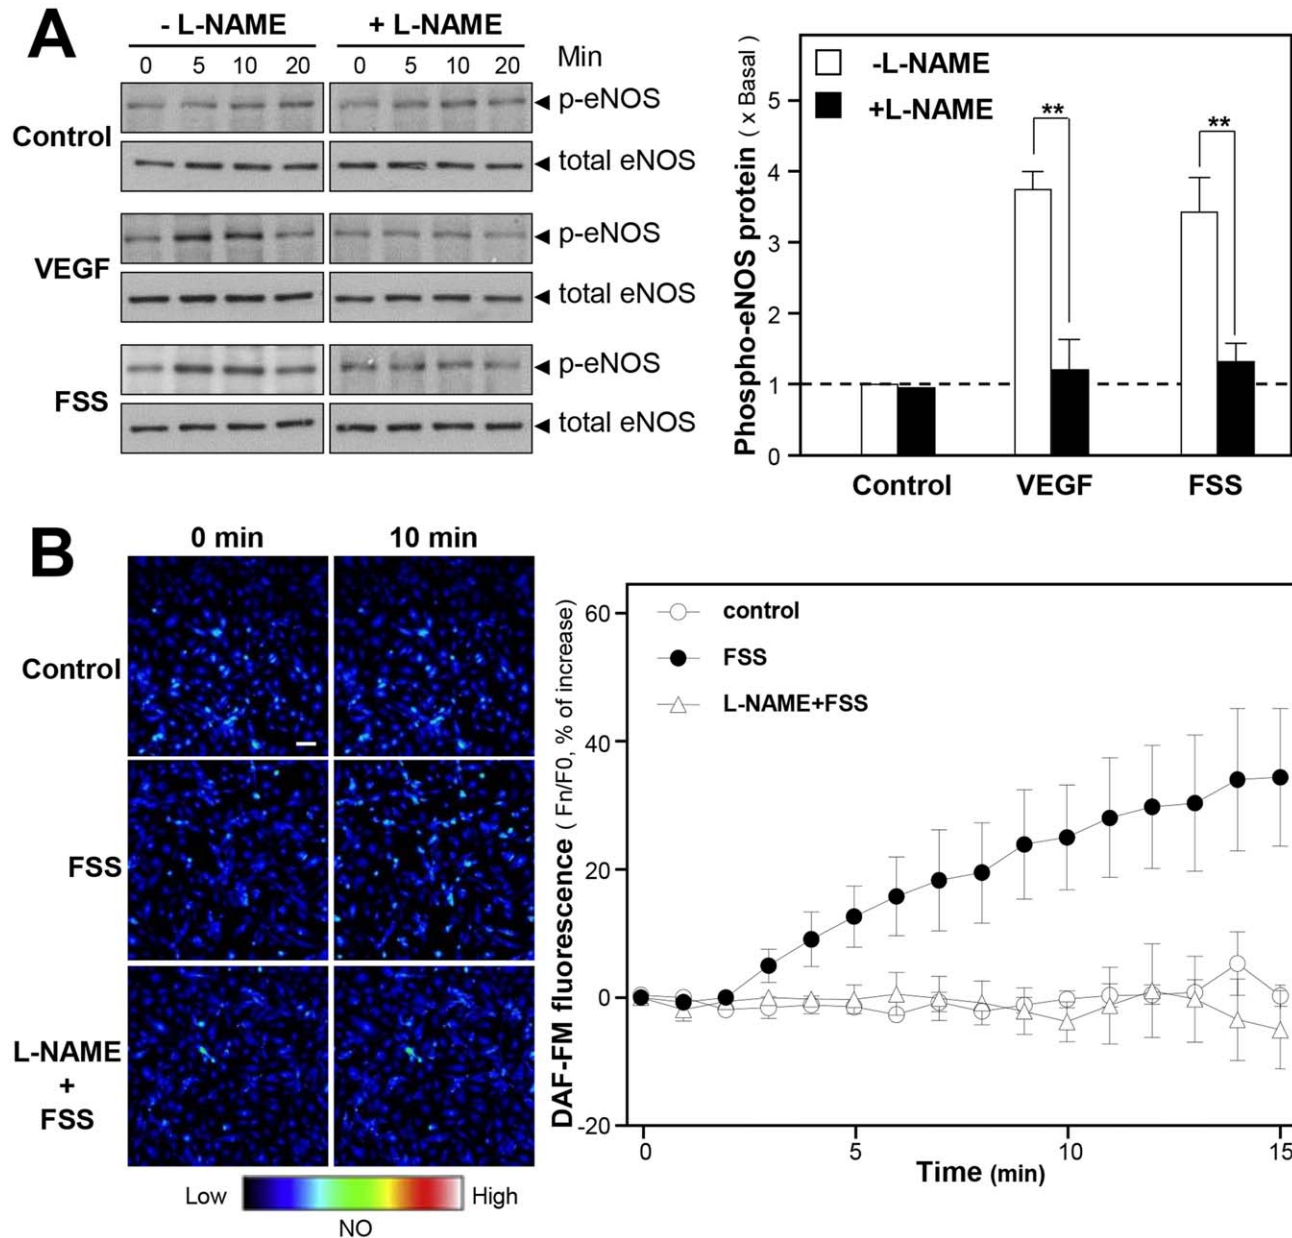 A
- L-NAME
+ L-NAME
0 5 10 20
0 5 10 20
Min
Control
p-eNOS
total eNOS
VEGF
p-eNOS
total eNOS
FSS
p-eNOS
total eNOS
Phospho-eNOS protein ( x Basal )
-L-NAME
+L-NAME
**
**
5
4
3
2
1
0
Control
VEGF
FSS
B
0 min
10 min
Control
FSS
L-NAME
+
FSS
Low
High
NO
DAF-FM fluorescence ( Fn/F0, % of increase)
control
FSS
L-NAME+FSS
60
40
20
0
-20
0
5
10
15
Time (min)